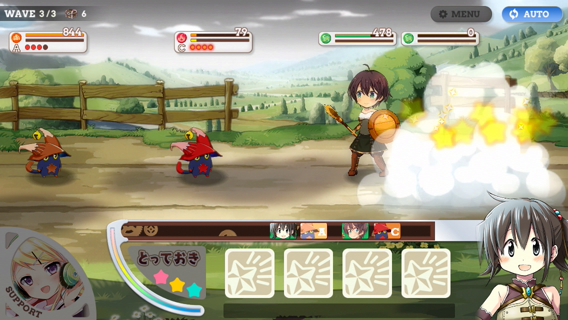 WAVE 3/3 6
MENU
AUTO
844
A
79
C
478
0
A
C
とっておき
SUPPORT